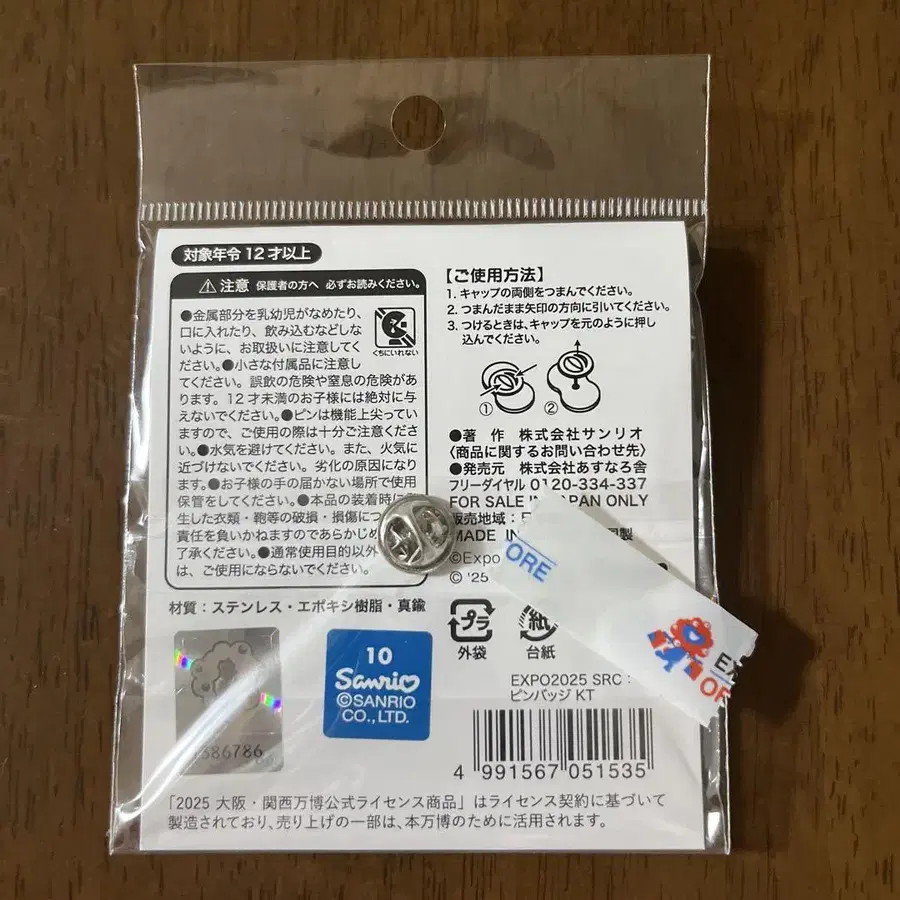 対象年令 12 才以上
注意 保護者の方へ 必ずお読みください。
●金属部分を乳幼児がなめたり、
口に入れたり、飲み込むなどしな
いように、お取扱いに注意してく
ださい。●小さな付属品に注意し
てください。誤飲の危険や窒息の危険があ
ります。12 才未満のお子様には絶対に与
えないでください。●ピンは機能上尖ってい
ますので、ご使用の際は十分ご注意くださ
い。●水気を避けてください。また、火気に
近づけないでください。劣化の原因になりま
す。●お子様の手の届かない場所で使用
保管をしてください。●本品の装着時に
生した衣類・鞄等の破損・損傷につ
責任を負いかねますのであらかじめ
了承ください。●通常使用目的以外
は、ご使用にならないでください。
くちにいれない
材質:ステンレス・エポキシ樹脂・真鍮
【ご使用方法】
1. キャップの両側をつまんでください。
2. つまんだまま矢印の方向に引いてください。
3. つけるときは、キャップを元のように押し
込んでください。
① ②
●著 作 株式会社サンリオ
〈商品に関するお問い合わせ先〉
●発売元 株式会社あすなろ舎
フリーダイヤル 0120-334-337
FOR SALE IN JAPAN ONLY
販売地域:
MADE IN
©Expo
© '25
ORE
プラ
外袋
紙
台紙
OR
EXPO2025 SRC:
ピンバッジ KT
4 991567 051535
10
Sanrio
©SANRIO
CO., LTD.
686786
「2025 大阪・関西万博公式ライセンス商品」はライセンス契約に基づいて
製造されており、売り上げの一部は、本万博のために活用されます。